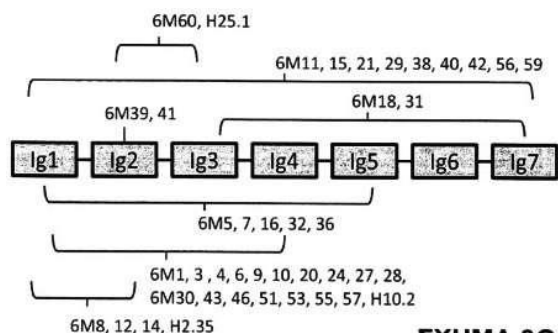 6M60, H25.1
6M11, 15, 21, 29, 38, 40, 42, 56, 59
6M18, 31
6M39, 41
Ig1 Ig2 Ig3 Ig4 Ig5 Ig6 Ig7
6M5, 7, 16, 32, 36
6M1, 3 , 4, 6, 9, 10, 20, 24, 27, 28,
6M30, 43, 46, 51, 53, 55, 57, H10.2
6M8, 12, 14, H2.35